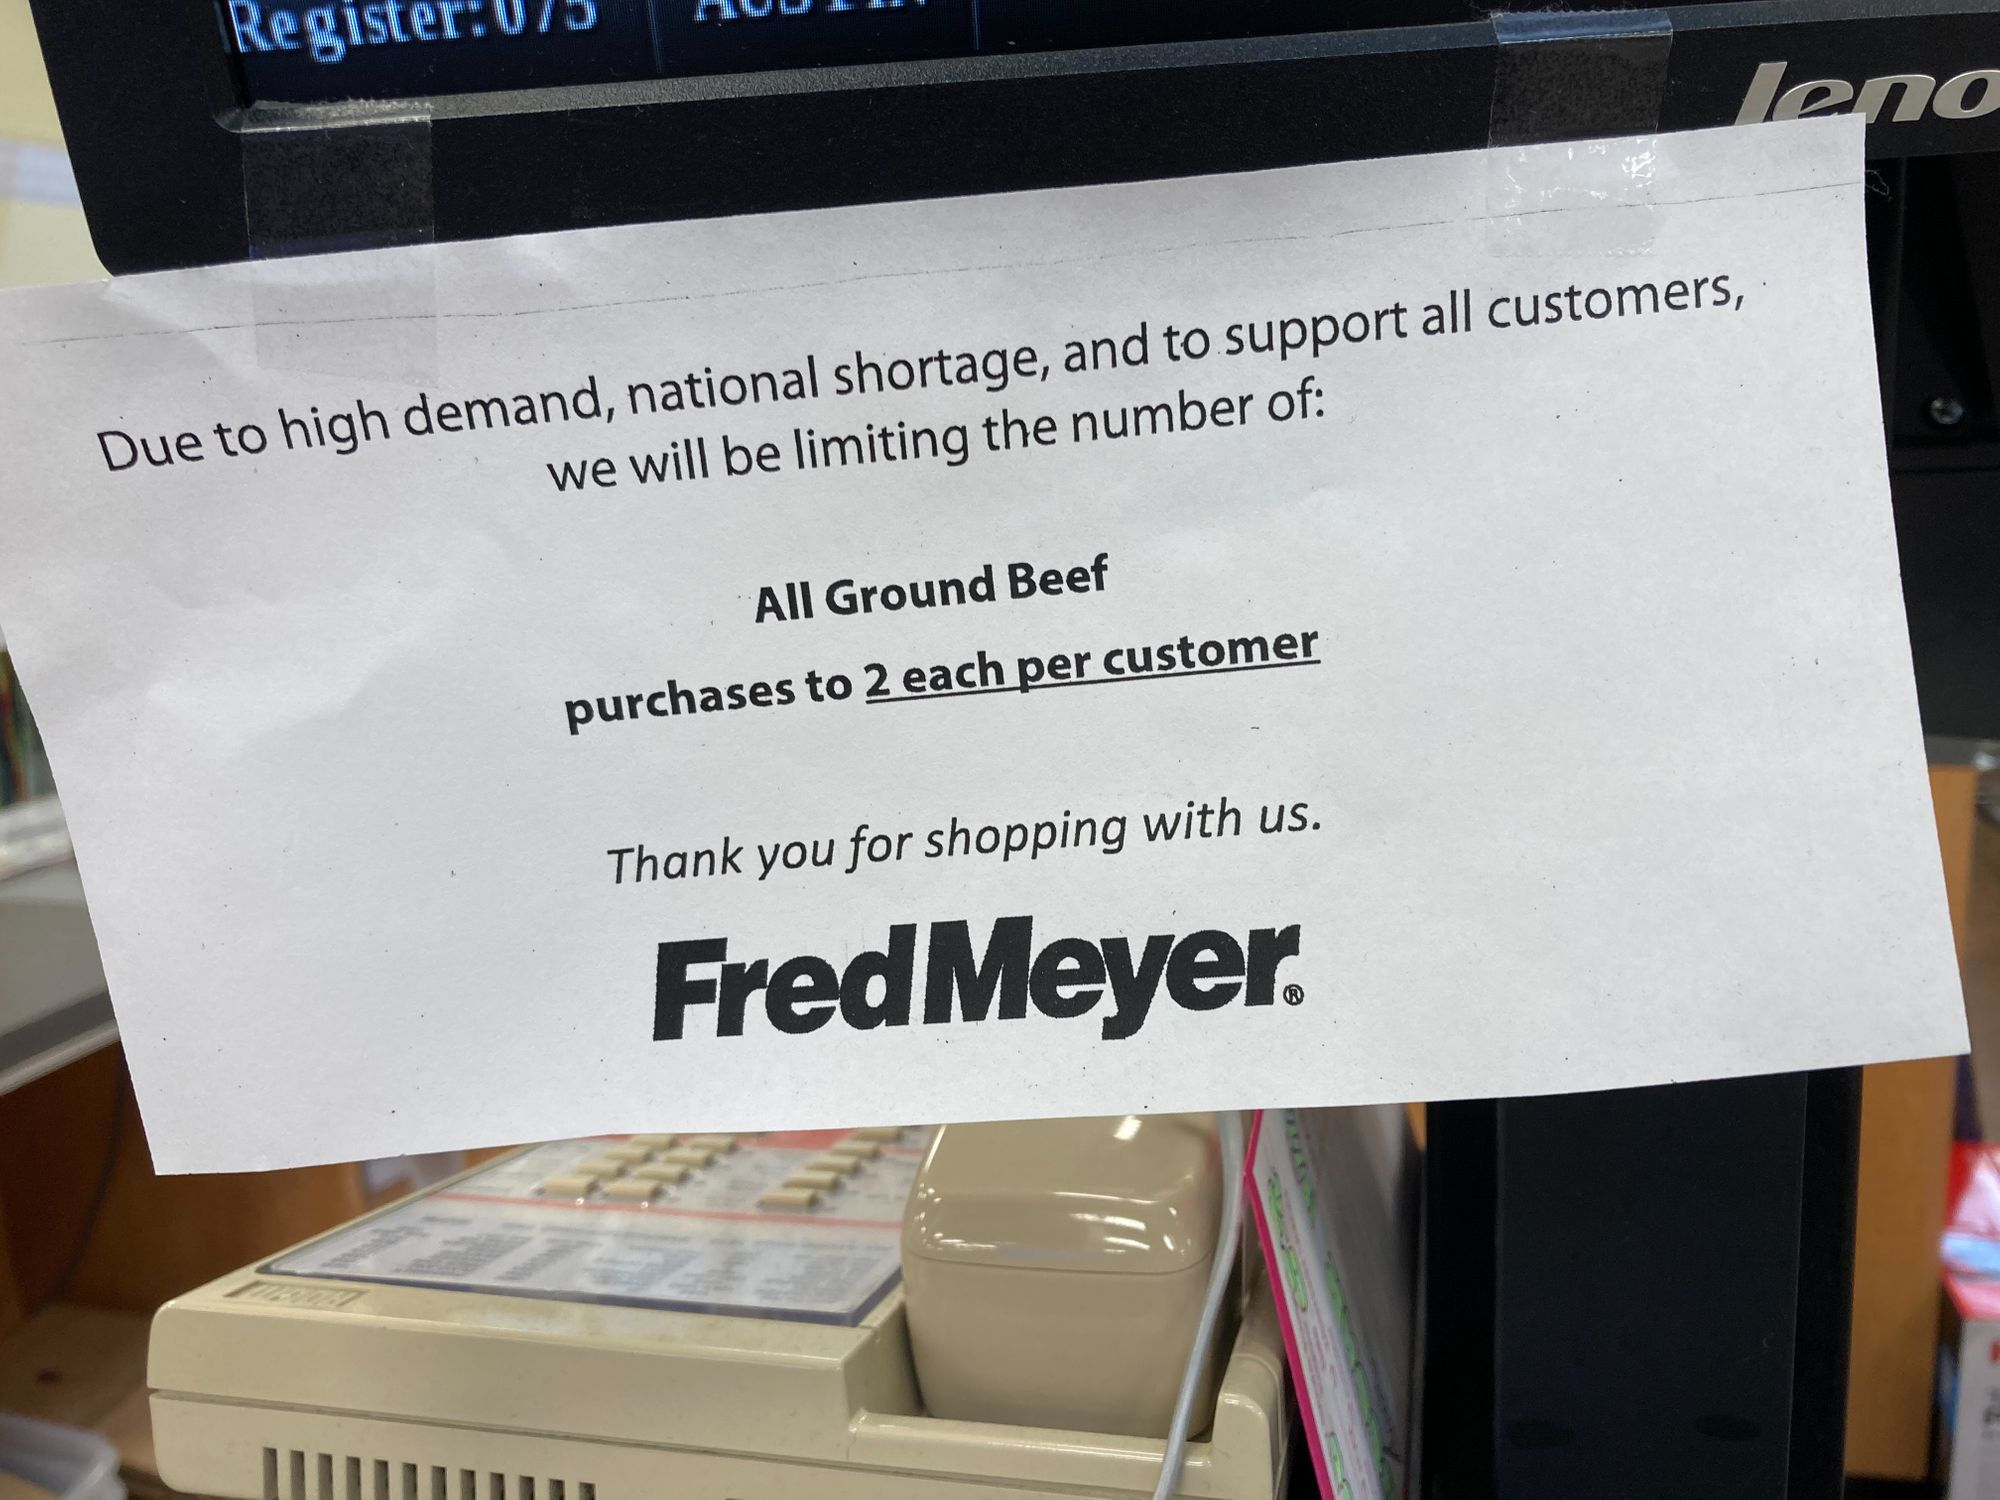 Register: 075
leno
Due to high demand, national shortage, and to support all customers,
we will be limiting the number of:
All Ground Beef
purchases to 2 each per customer
Thank you for shopping with us.
FredMeyer®